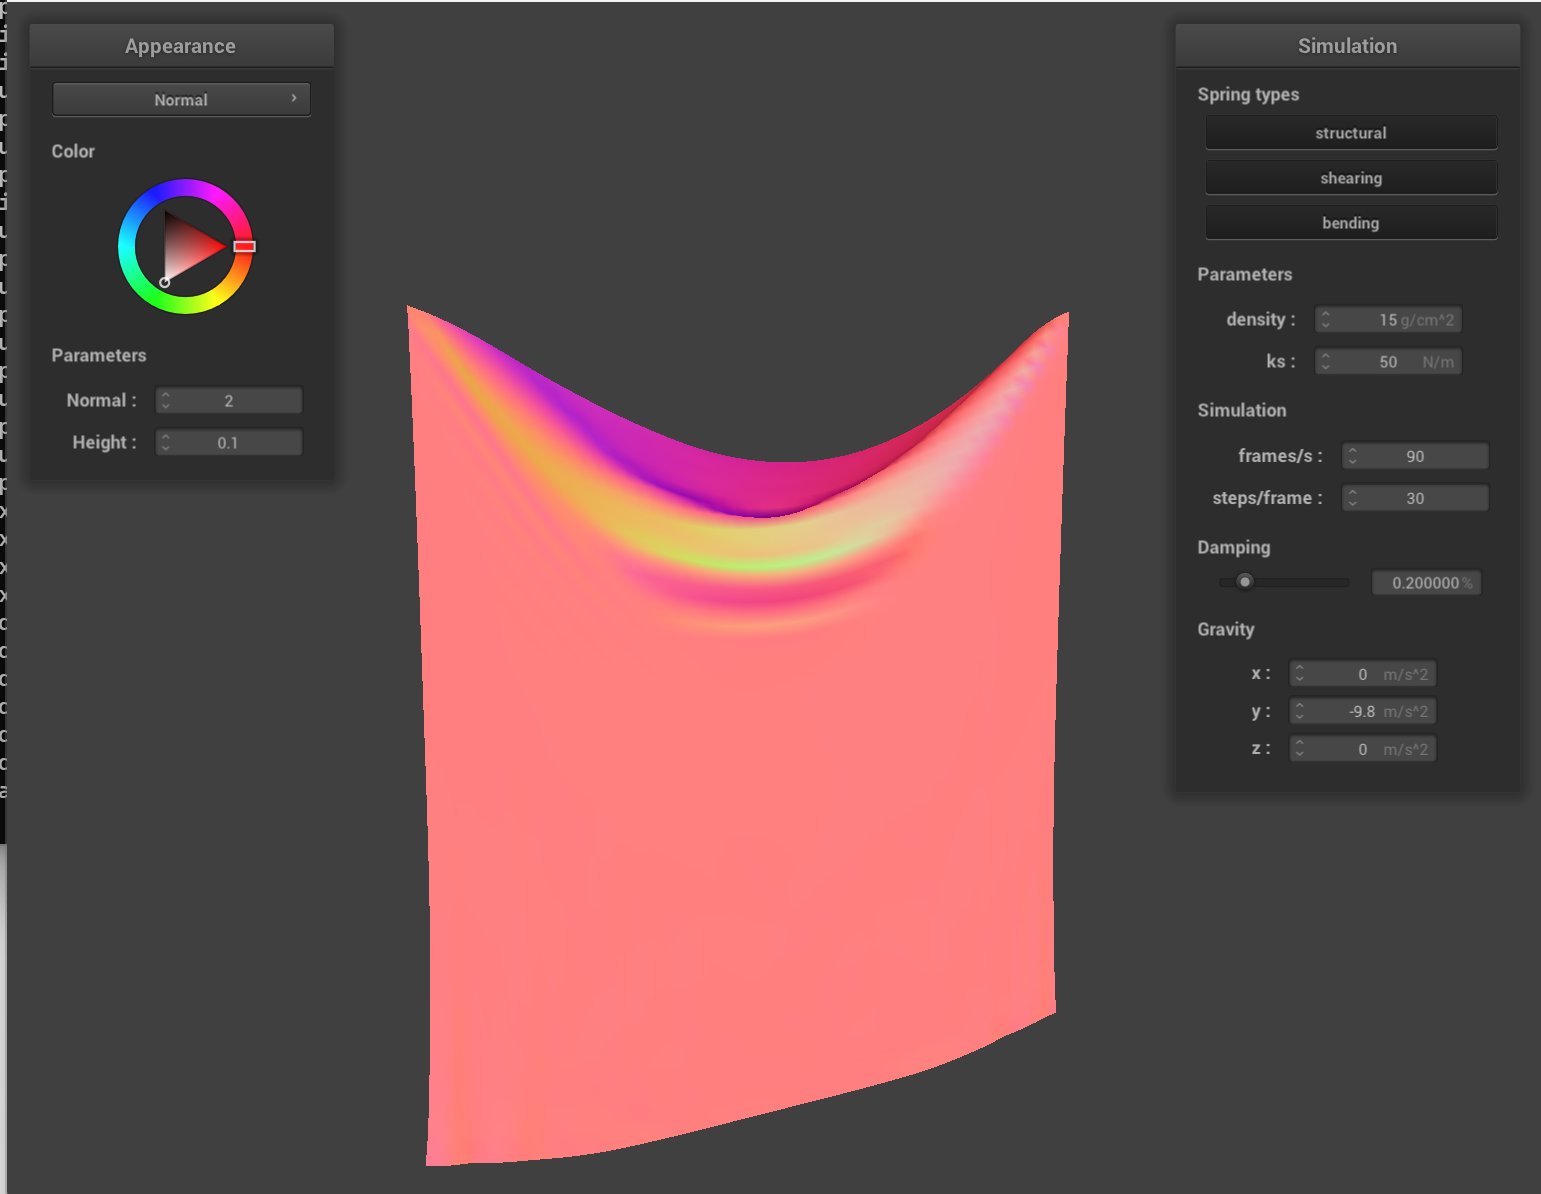 Appearance
Normal
Color
Parameters
Normal : 2
Height : 0.1
Simulation
Spring types
structural
shearing
bending
Parameters
density : 15 g/cm^2
ks : 50 N/m
Simulation
frames/s : 90
steps/frame : 30
Damping
0.200000 %
Gravity
x : 0 m/s^2
y : -9.8 m/s^2
z : 0 m/s^2